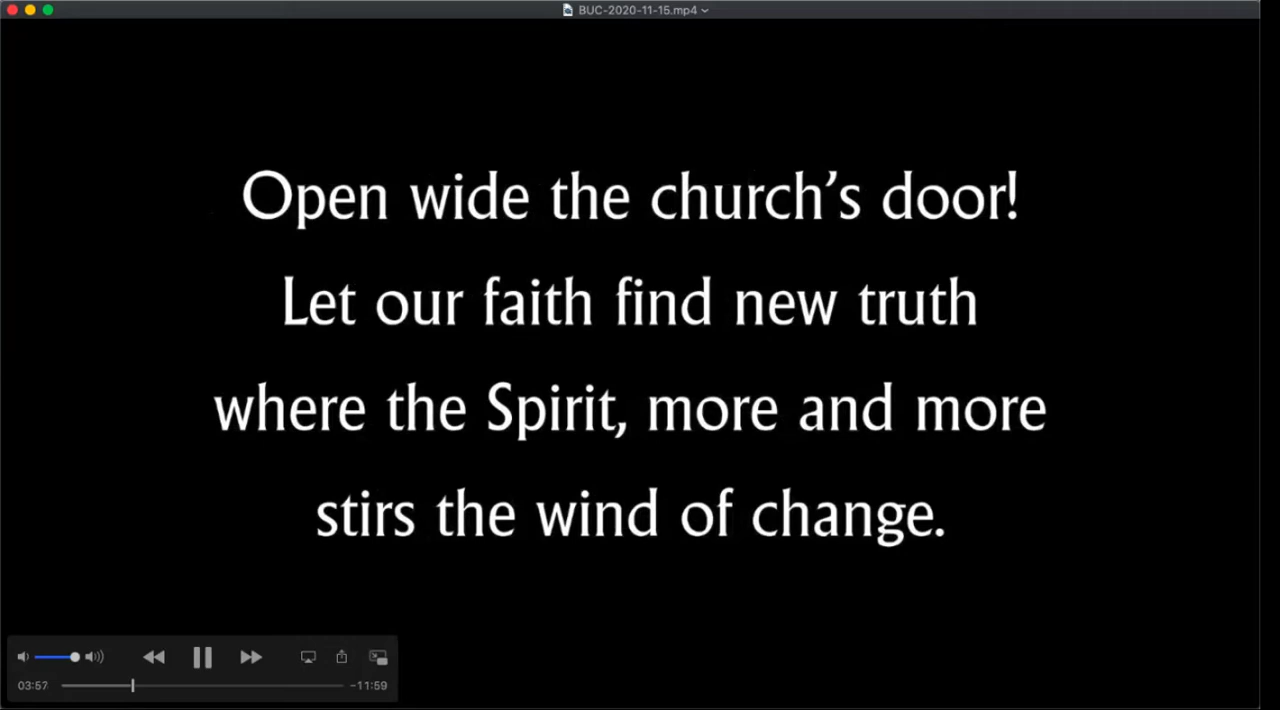 BUC-2020-11-15.mp4
Open wide the church’s door!
Let our faith find new truth
where the Spirit, more and more
stirs the wind of change.
03:57
-11:59